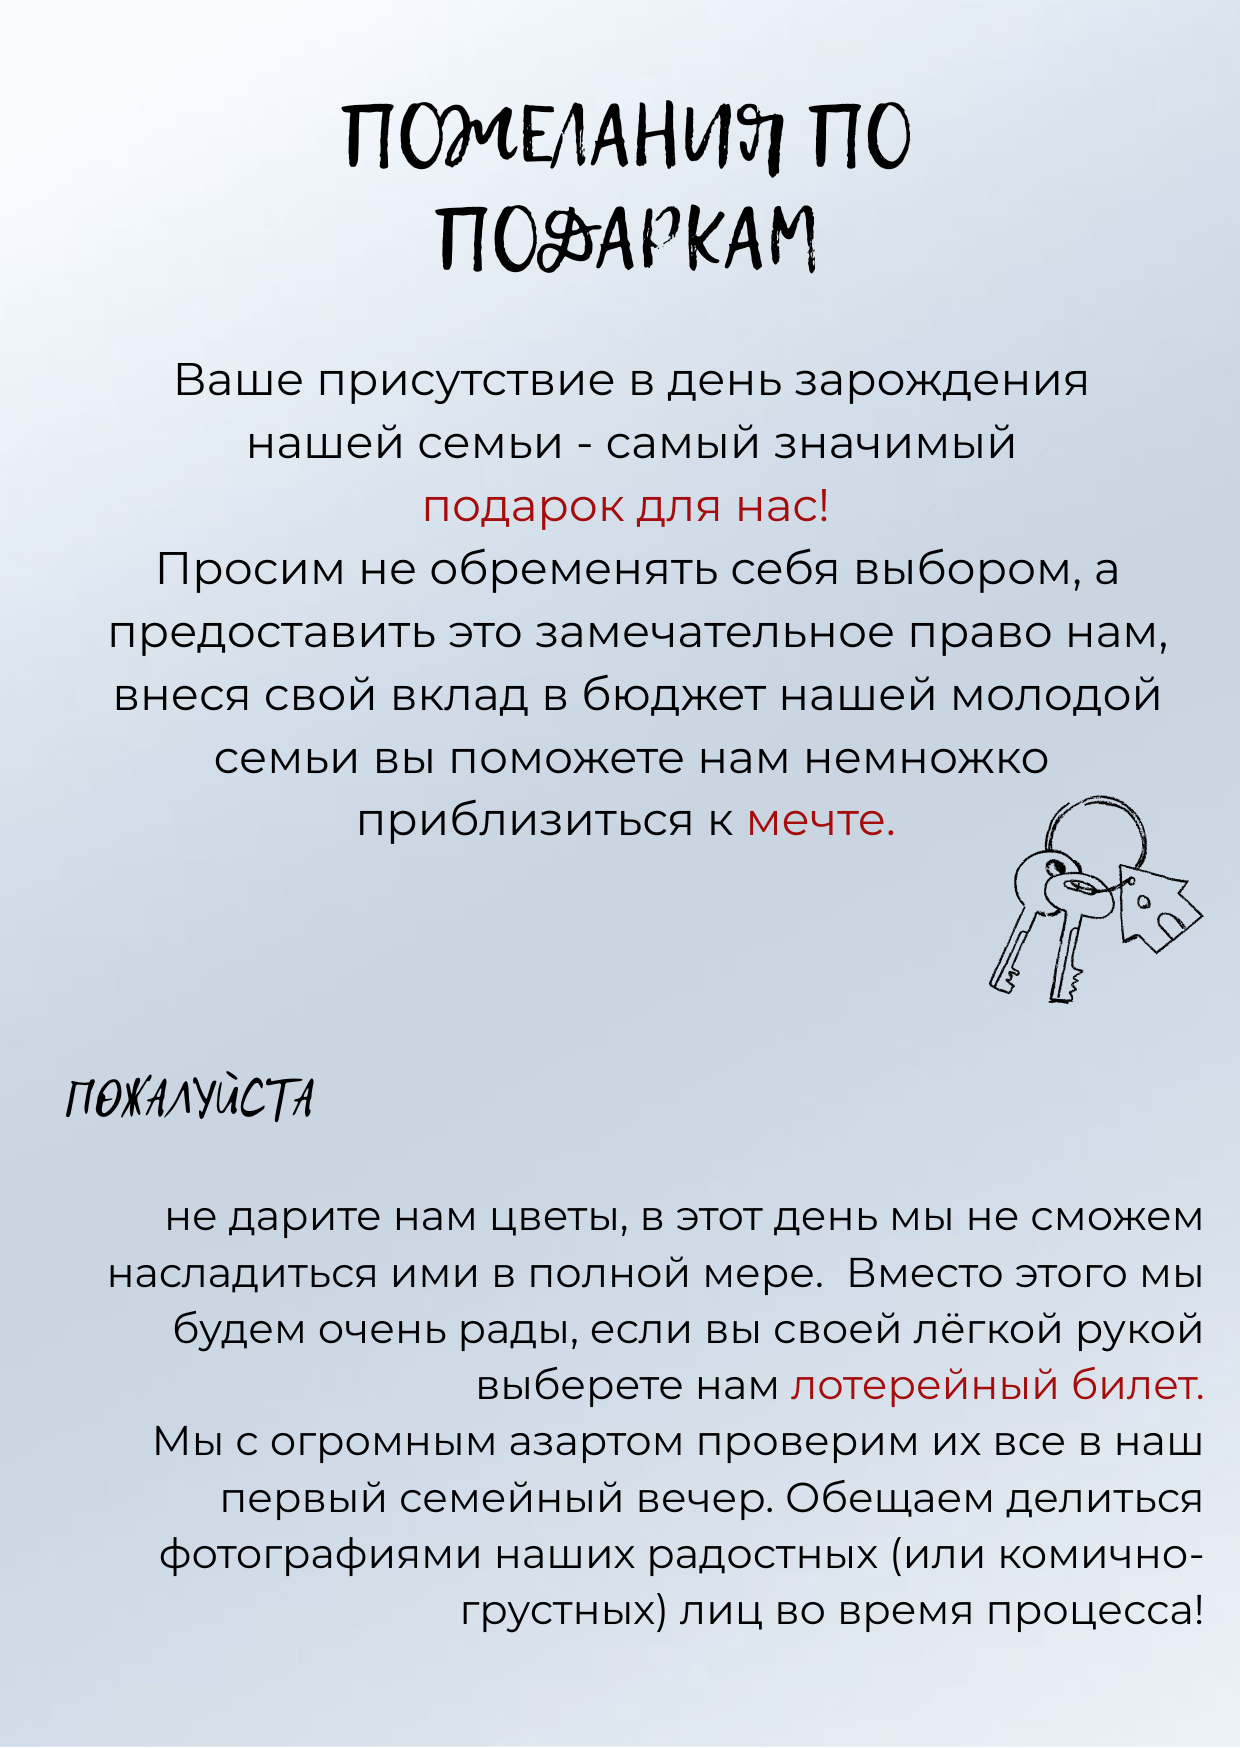 ПОЖЕЛАНИЯ ПО
ПОДАРКАМ
Ваше присутствие в день зарождения
нашей семьи - самый значимый
подарок для нас!
Просим не обременять себя выбором, а
предоставить это замечательное право нам,
внеся свой вклад в бюджет нашей молодой
семьи вы поможете нам немножко
приблизиться к мечте.
ПОЖАЛУЙСТА
не дарите нам цветы, в этот день мы не сможем
насладиться ими в полной мере.  Вместо этого мы
будем очень рады, если вы своей лёгкой рукой
выберете нам лотерейный билет.
Мы с огромным азартом проверим их все в наш
первый семейный вечер. Обещаем делиться
фотографиями наших радостных (или комично-
грустных) лиц во время процесса!